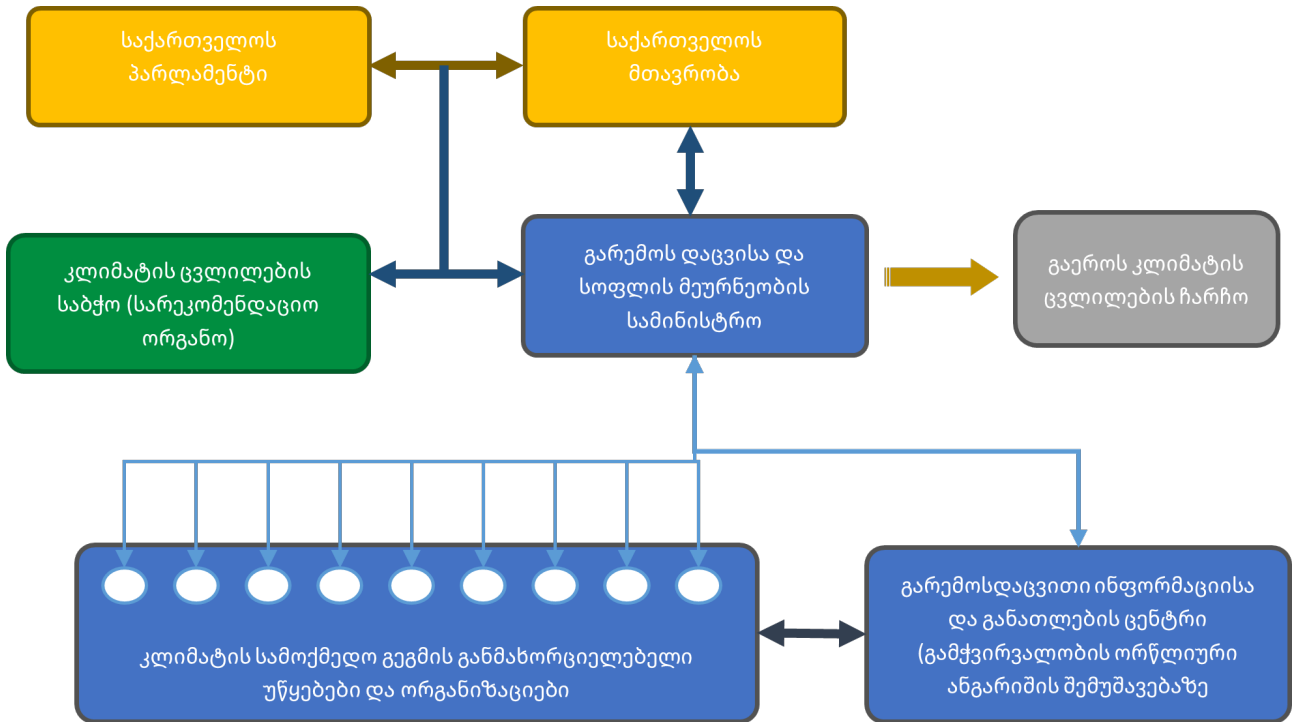 საქართველოს
პარლამენტი
საქართველოს
მთავრობა
კლიმატის ცვლილების
საბჭო (სარეკომენდაციო
ორგანო)
გარემოს დაცვისა და
სოფლის მეურნეობის
სამინისტრო
გაეროს კლიმატის
ცვლილების ჩარჩო
კლიმატის სამოქმედო გეგმის განმახორციელებელი
უწყებები და ორგანიზაციები
გარემოსდაცვითი ინფორმაციისა
და განათლების ცენტრი
(გამჭვირვალობის ორწლიური
ანგარიშის შემუშავებაზე